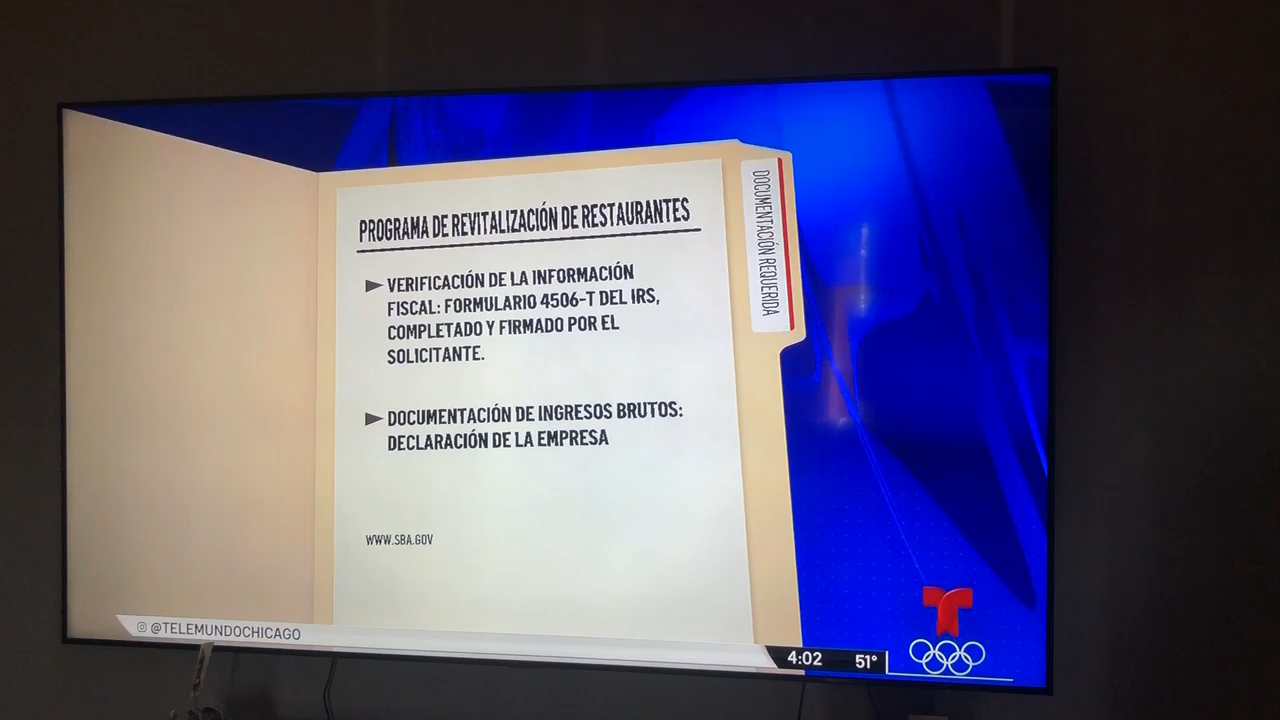 PROGRAMA DE REVITALIZACIÓN DE RESTAURANTES
DOCUMENTACIÓN REQUERIDA
► VERIFICACIÓN DE LA INFORMACIÓN
FISCAL: FORMULARIO 4506-T DEL IRS,
COMPLETADO Y FIRMADO POR EL
SOLICITANTE.
► DOCUMENTACIÓN DE INGRESOS BRUTOS:
DECLARACIÓN DE LA EMPRESA
WWW.SBA.GOV
@TELEMUNDOCHICAGO
4:02 51°